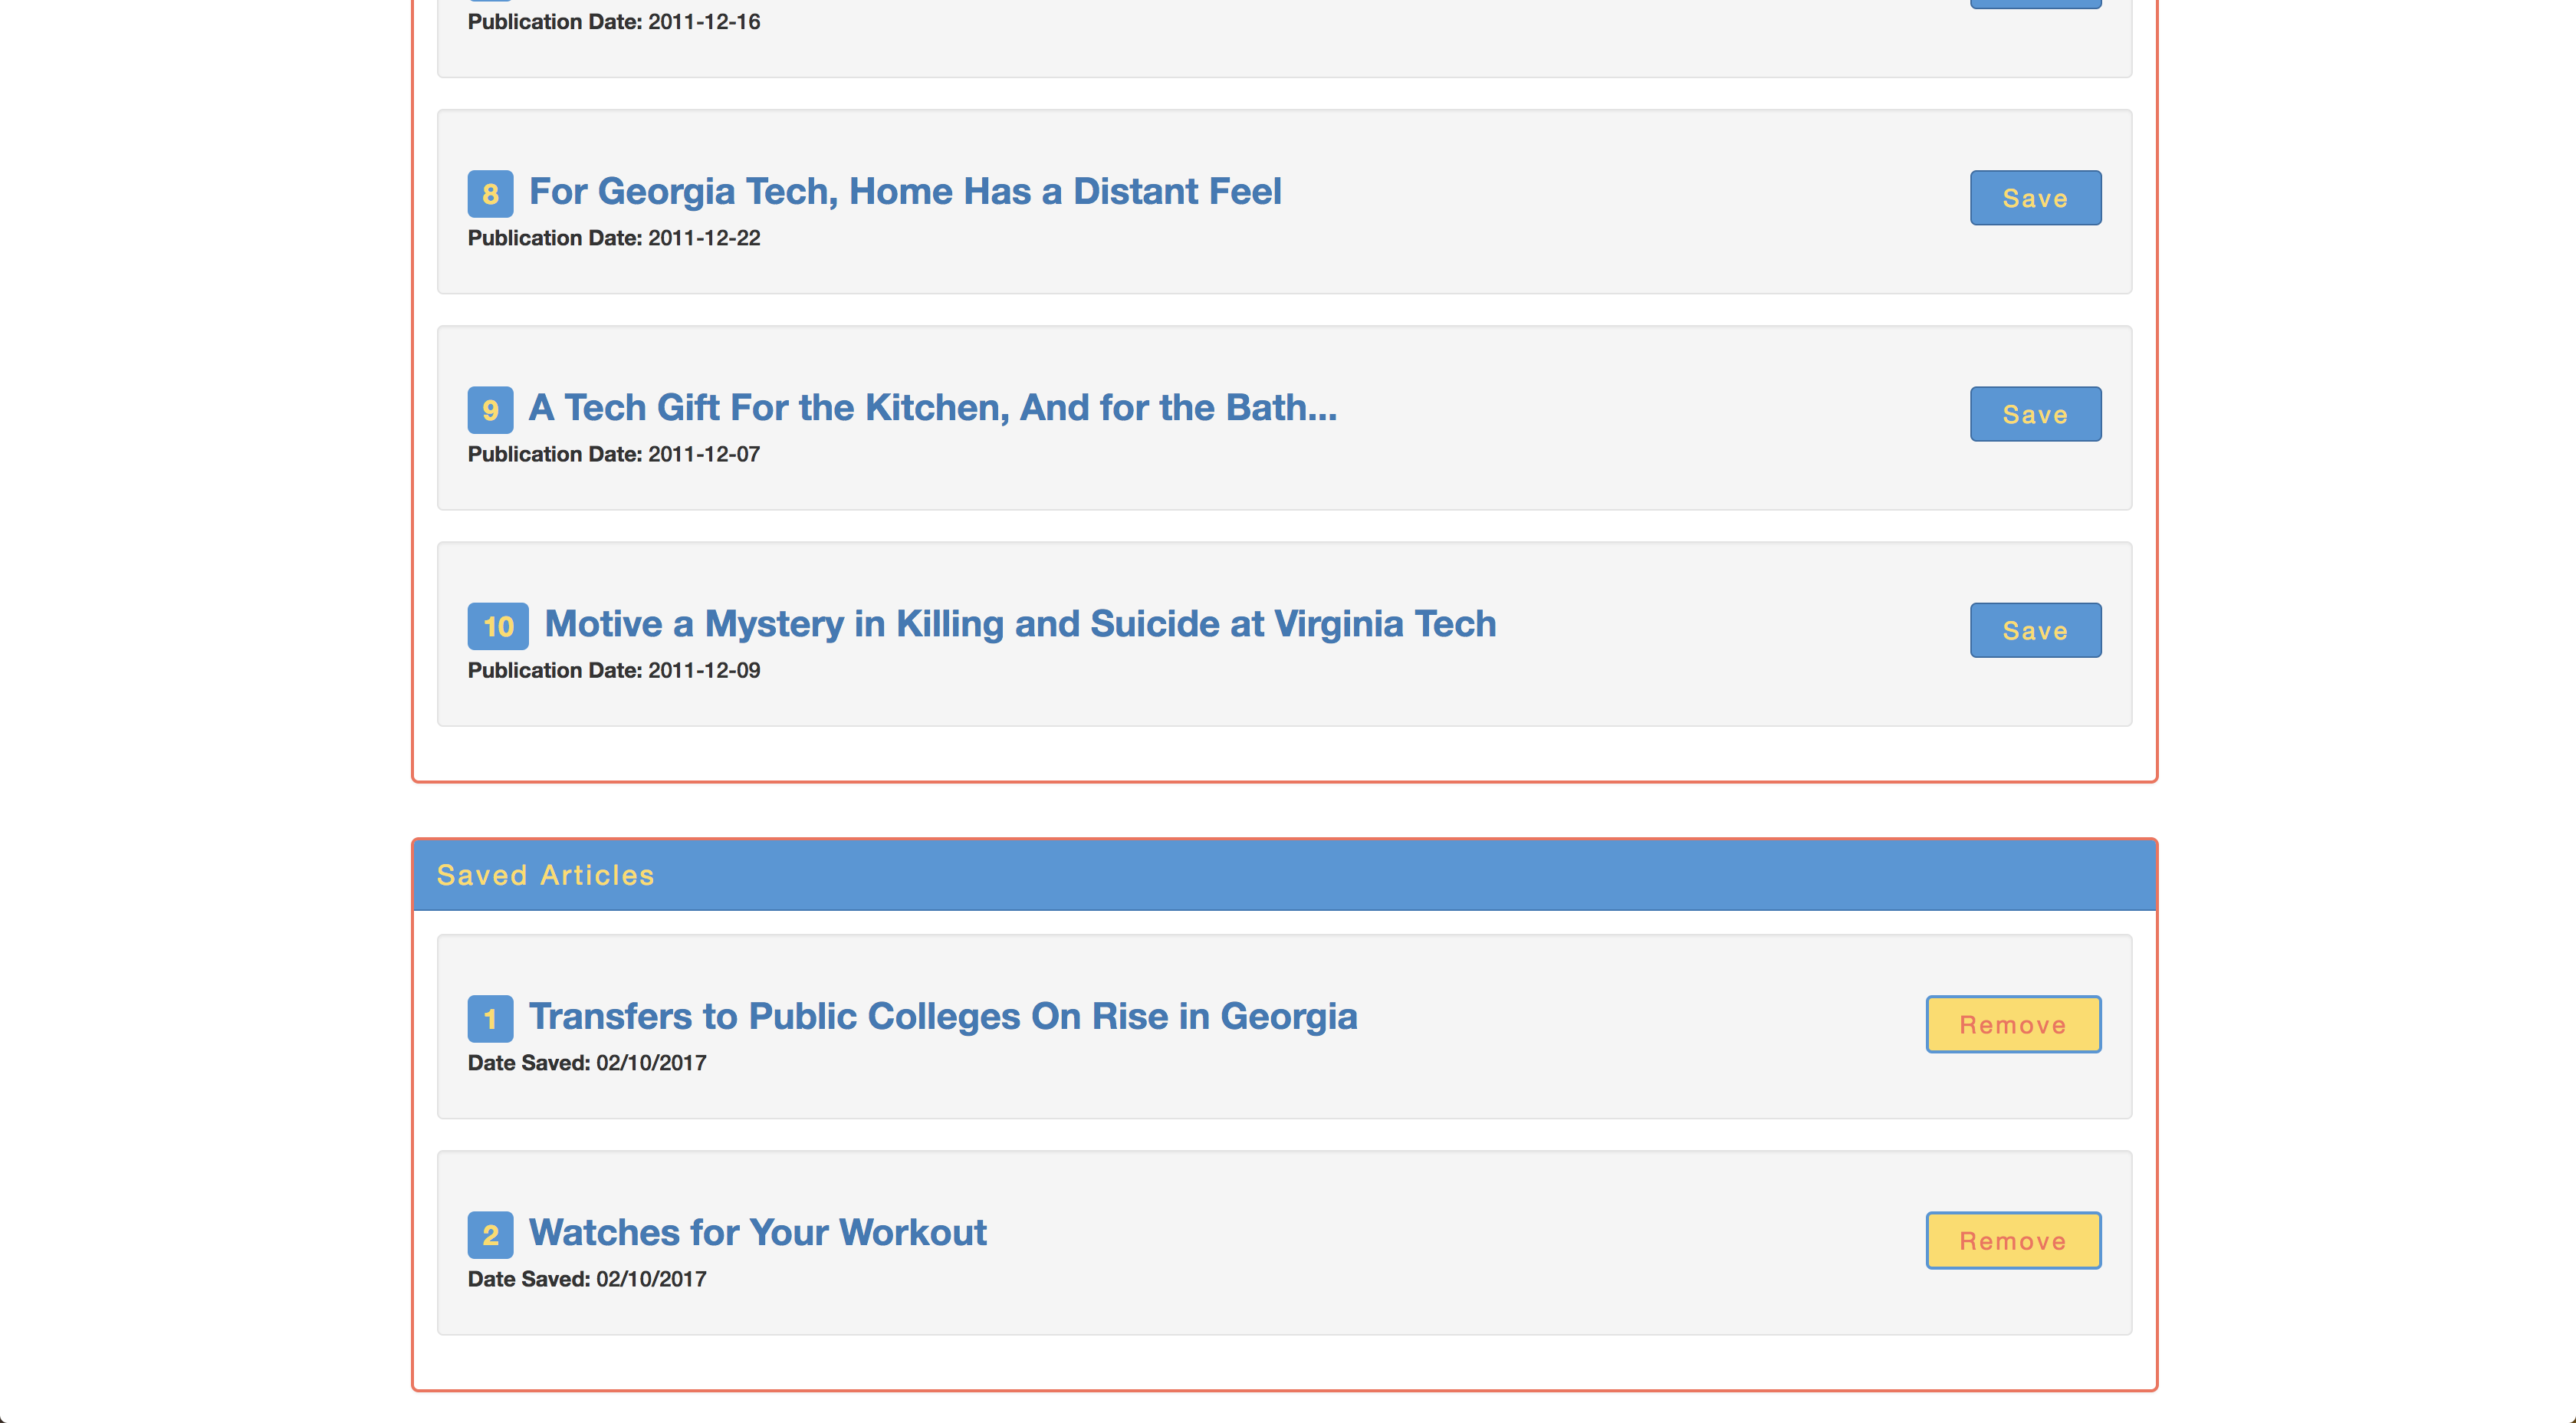 Publication Date: 2011-12-16
8 For Georgia Tech, Home Has a Distant Feel
Save
Publication Date: 2011-12-22
9 A Tech Gift For the Kitchen, And for the Bath...
Save
Publication Date: 2011-12-07
10 Motive a Mystery in Killing and Suicide at Virginia Tech
Save
Publication Date: 2011-12-09
Saved Articles
1 Transfers to Public Colleges On Rise in Georgia
Remove
Date Saved: 02/10/2017
2 Watches for Your Workout
Remove
Date Saved: 02/10/2017